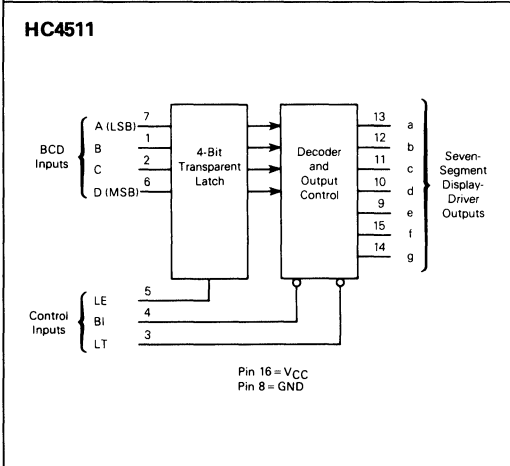 HC4511
BCD Inputs
A (LSB) 7
B 1
C 2
D (MSB) 6
4-Bit Transparent Latch
Decoder and Output Control
13 a
12 b
11 c
10 d
9 e
15 f
14 g
Seven-Segment Display-Driver Outputs
Control Inputs
LE 5
BI 4
LT 3
Pin 16 = VCC
Pin 8 = GND